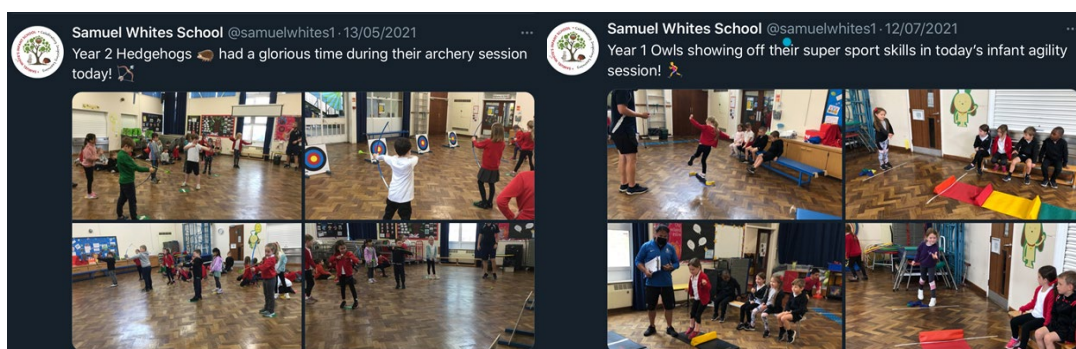 Samuel Whites School @samuelwhites1 · 13/05/2021
Year 2 Hedgehogs 🦔 had a glorious time during their archery session
today! 🏹
Samuel Whites School @samuelwhites1 · 12/07/2021
Year 1 Owls showing off their super sport skills in today's infant agility
session! 🏃